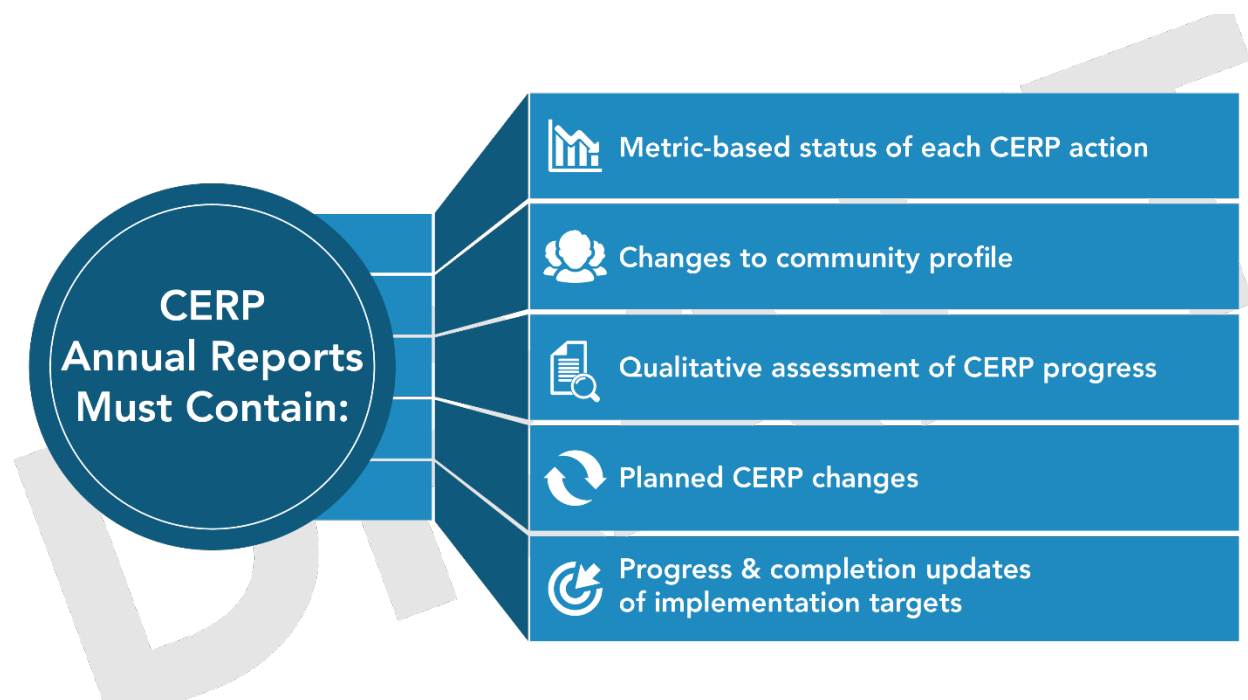 CERP
Annual Reports
Must Contain:
Metric-based status of each CERP action
Changes to community profile
Qualitative assessment of CERP progress
Planned CERP changes
Progress & completion updates
of implementation targets